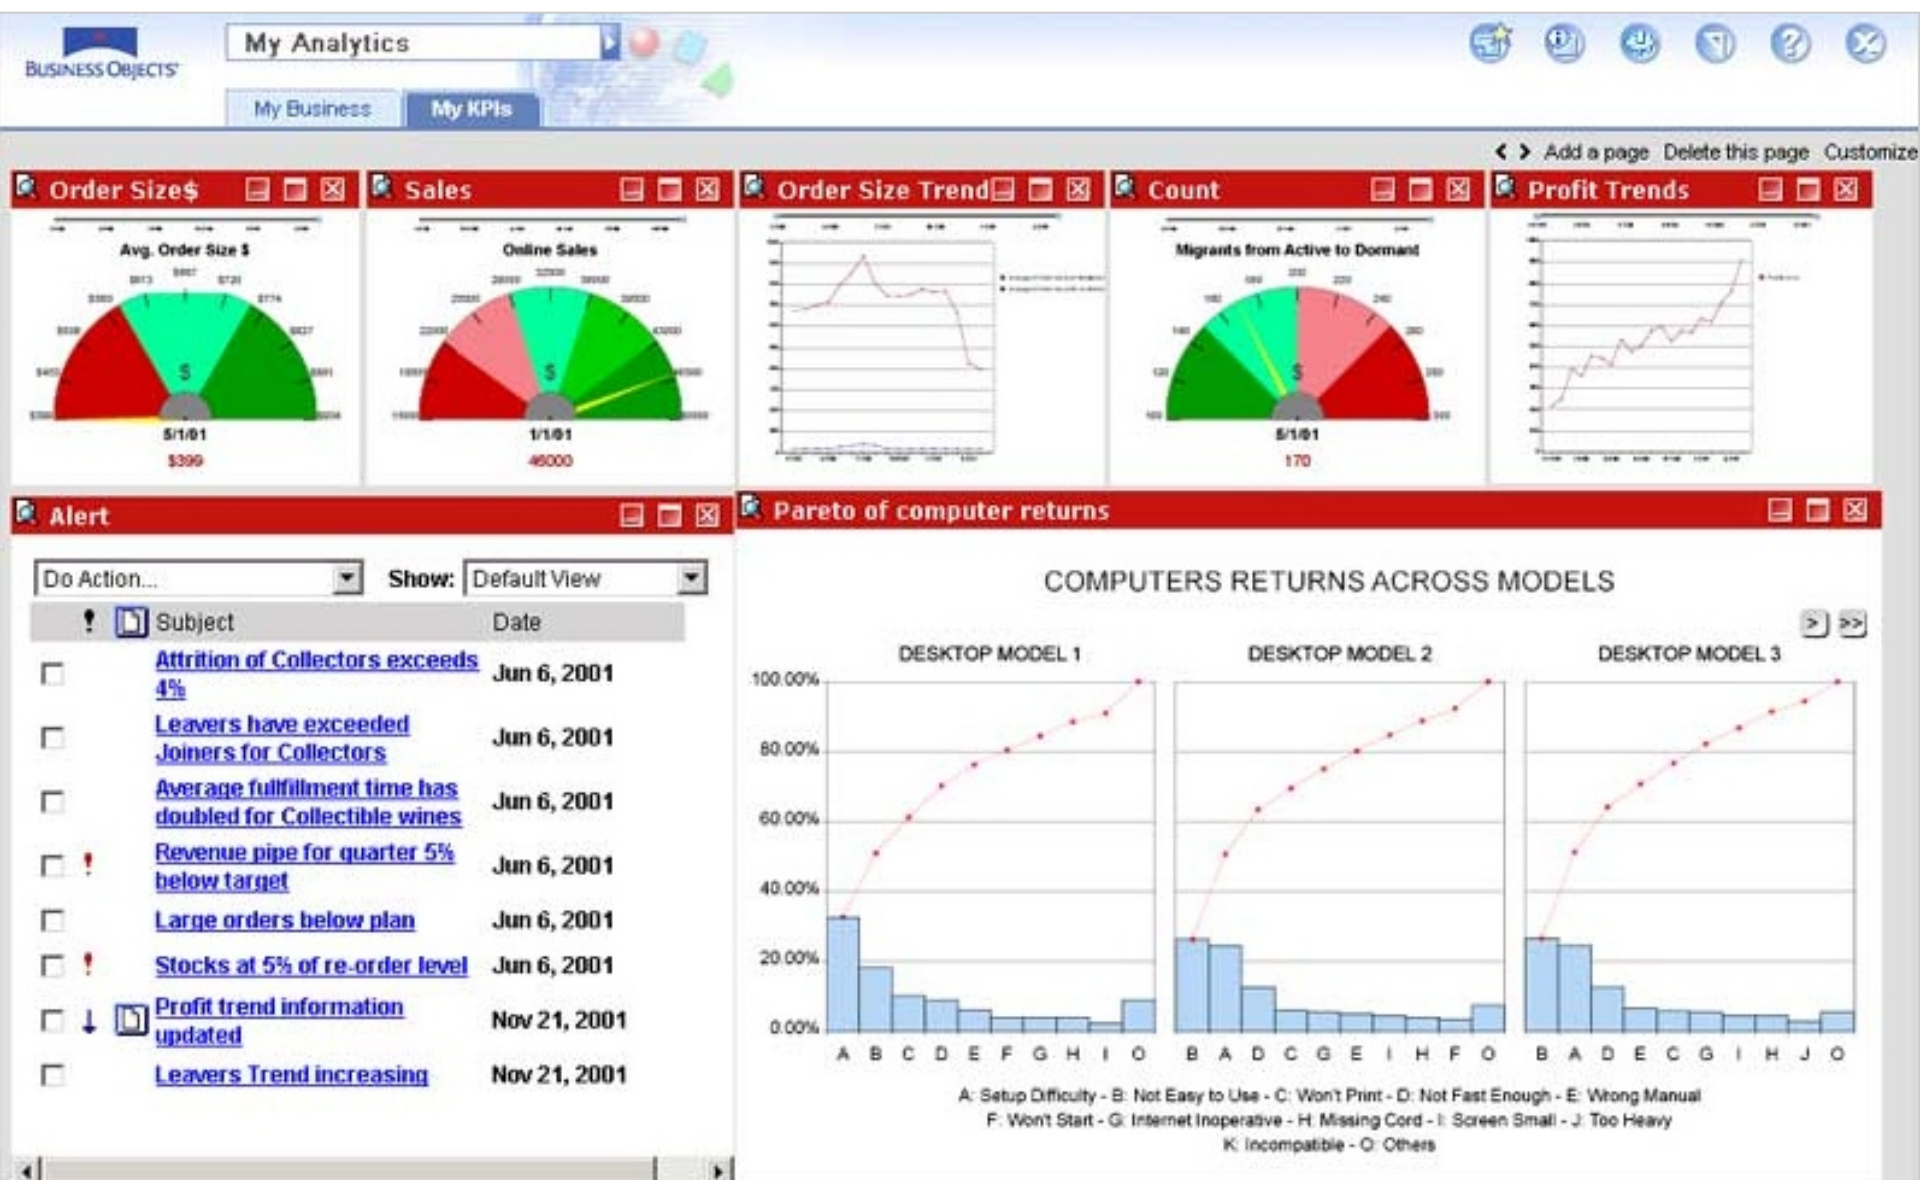 My Analytics
BUSINESS OBJECTS
My Business
My KPIs
< > Add a page Delete this page Customize
Order Size$
Sales
Order Size Trend
Count
Profit Trends
Avg. Order Size $
Online Sales
Migrants from Active to Dormant
$
$
$
5/1/01
1/1/01
5/1/01
$399
46000
170
Alert
Do Action...
Show:
Default View
! Subject Date
Attrition of Collectors exceeds
4%
Jun 6, 2001
Leavers have exceeded
Joiners for Collectors
Jun 6, 2001
Average fullfillment time has
doubled for Collectible wines
Jun 6, 2001
! Revenue pipe for quarter 5%
below target
Jun 6, 2001
Large orders below plan
Jun 6, 2001
! Stocks at 5% of re-order level
Jun 6, 2001
Profit trend information
updated
Nov 21, 2001
Leavers Trend increasing
Nov 21, 2001
Pareto of computer returns
COMPUTERS RETURNS ACROSS MODELS
> >>
DESKTOP MODEL 1
DESKTOP MODEL 2
DESKTOP MODEL 3
100.00%
80.00%
60.00%
40.00%
20.00%
0.00%
A B C D E F G H I O
B A D C G E I H F O
B A D E C G I H J O
A: Setup Difficulty - B: Not Easy to Use - C: Won't Print - D: Not Fast Enough - E: Wrong Manual
F: Won't Start - G: Internet Inoperative - H: Missing Cord - I: Screen Small - J: Too Heavy
K: Incompatible - O: Others